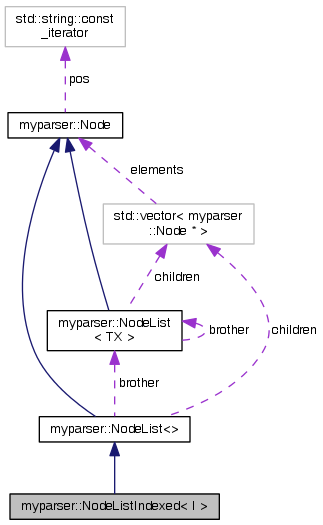 std::string::const
_iterator
pos
myparser::Node
elements
std::vector< myparser
::Node * >
children
myparser::NodeList
< TX >
brother
children
brother
myparser::NodeList<>
myparser::NodeListIndexed< I >